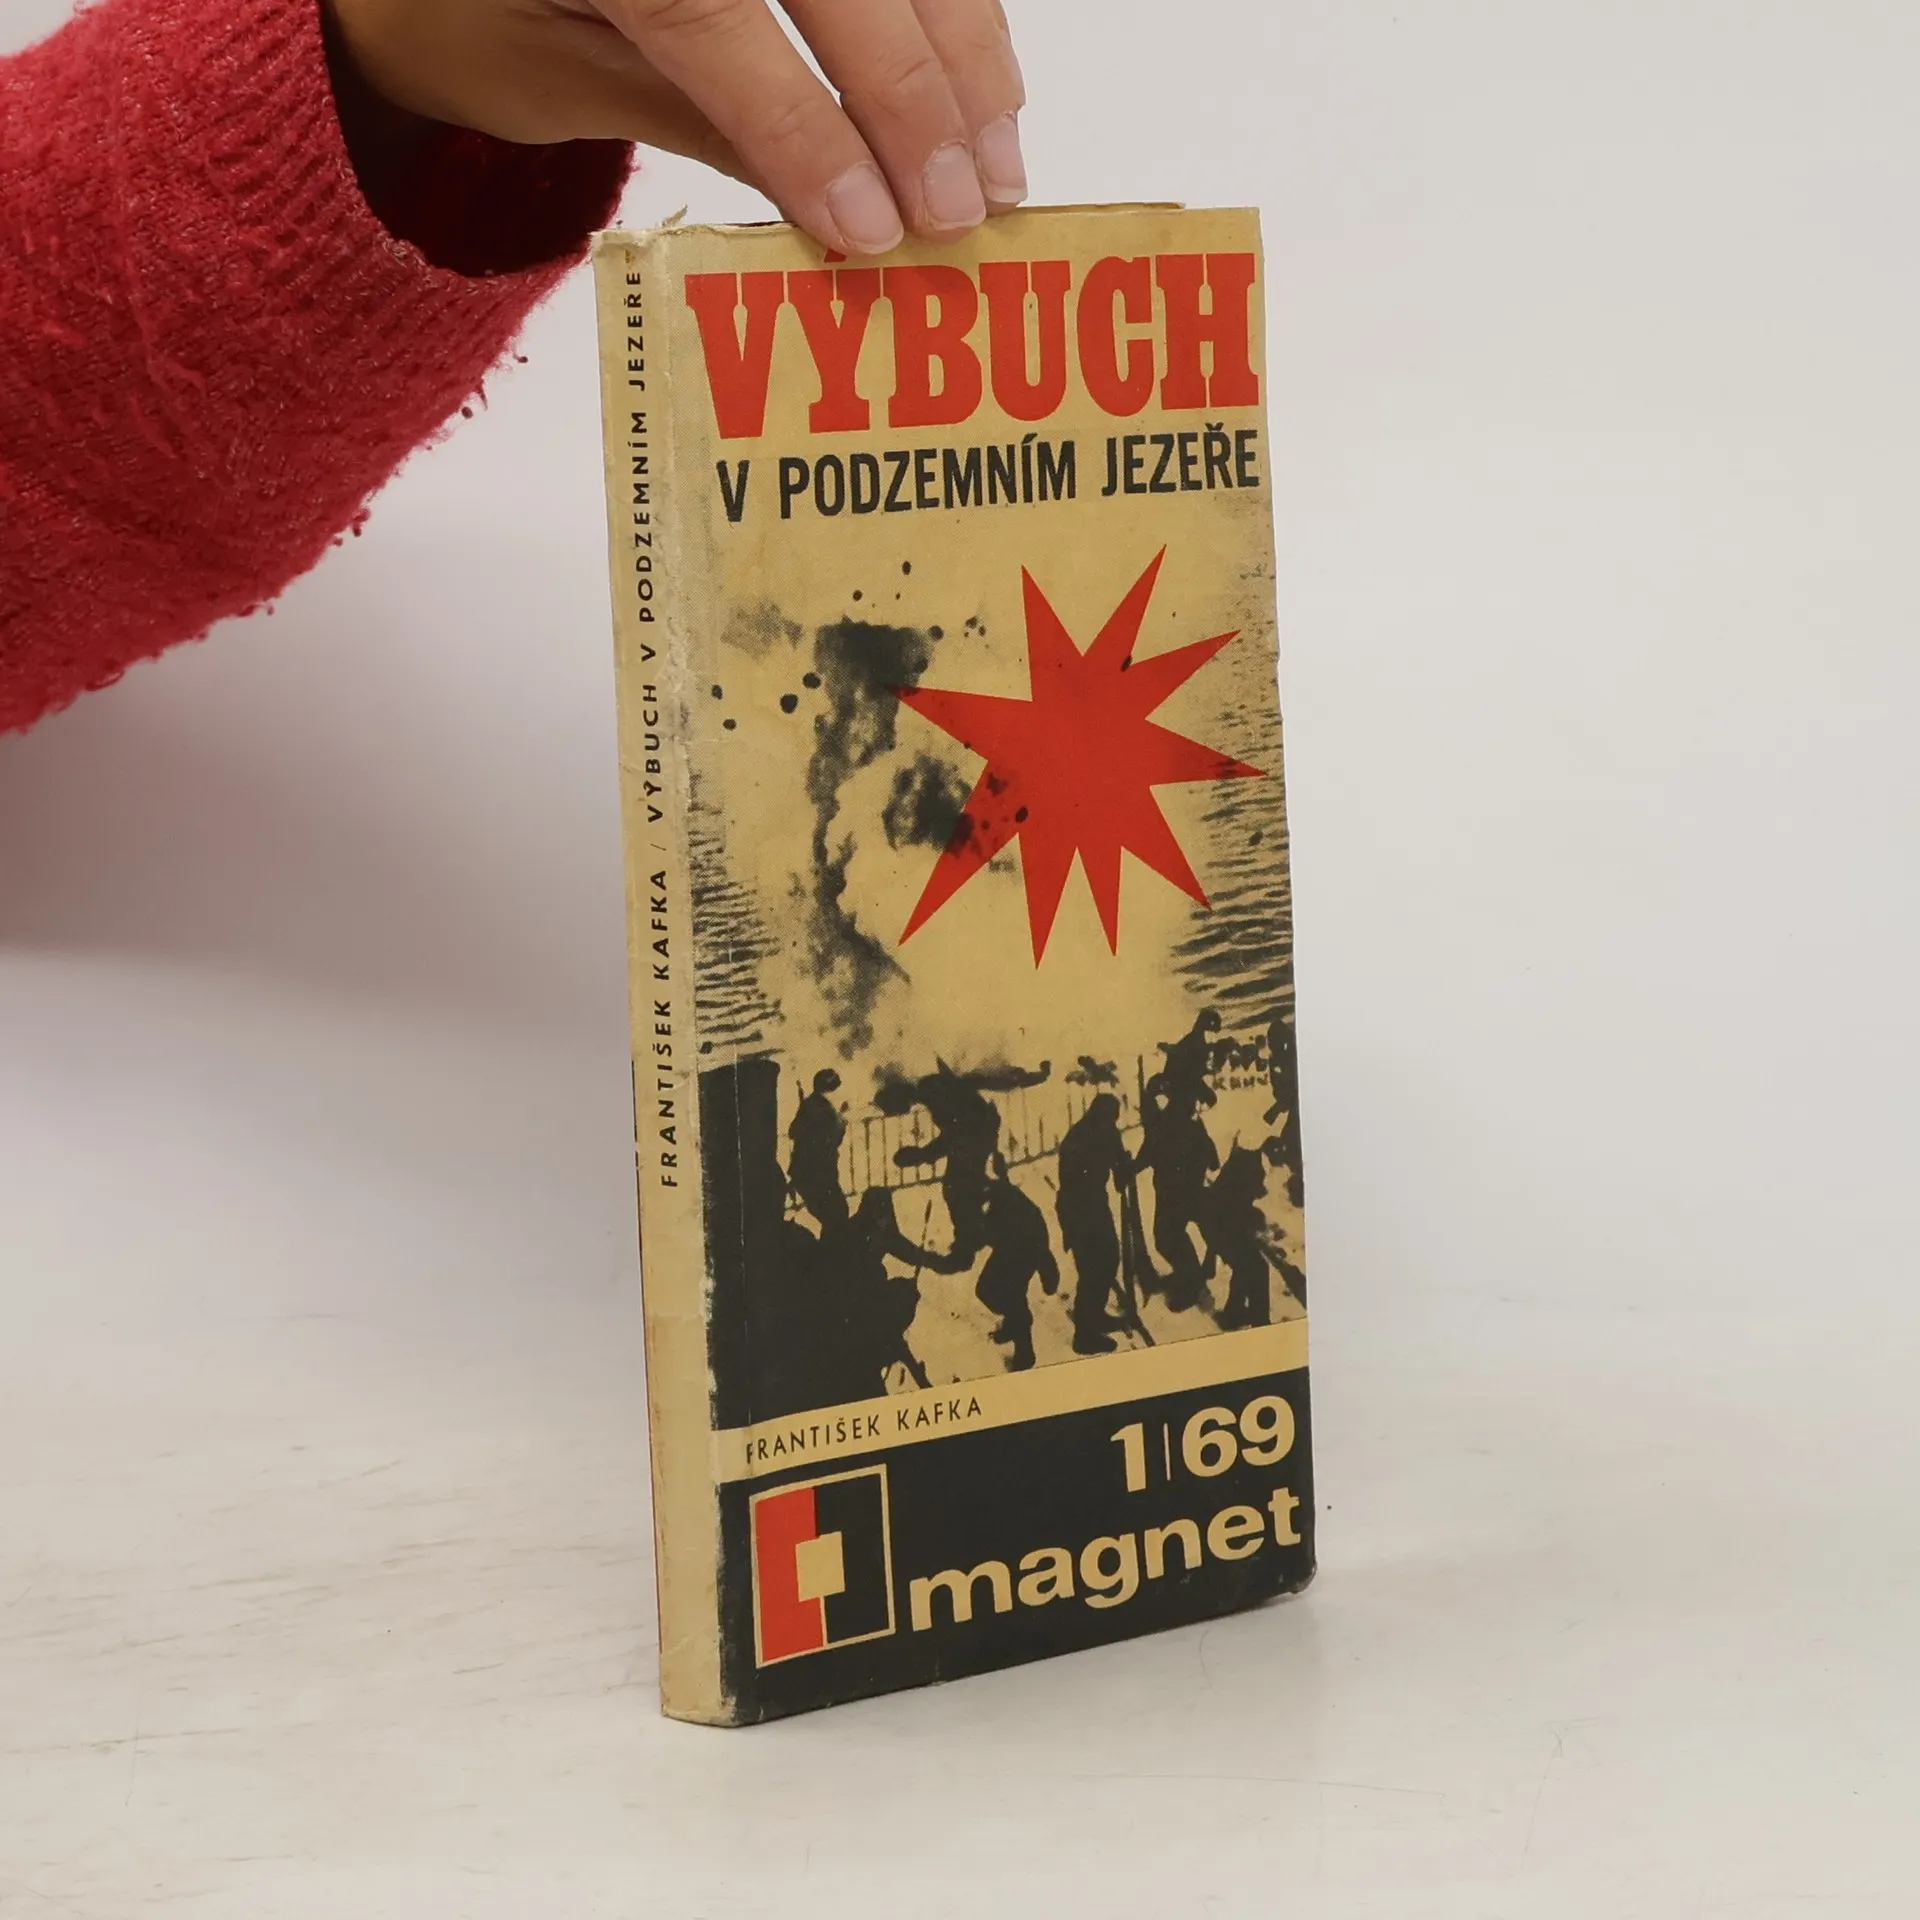 VÝBUCH
V PODZEMNÍM JEZEŘE
FRANTIŠEK KAFKA
1|69
magnet
FRANTIŠEK KAFKA / VÝBUCH V PODZEMNÍM JEZEŘE